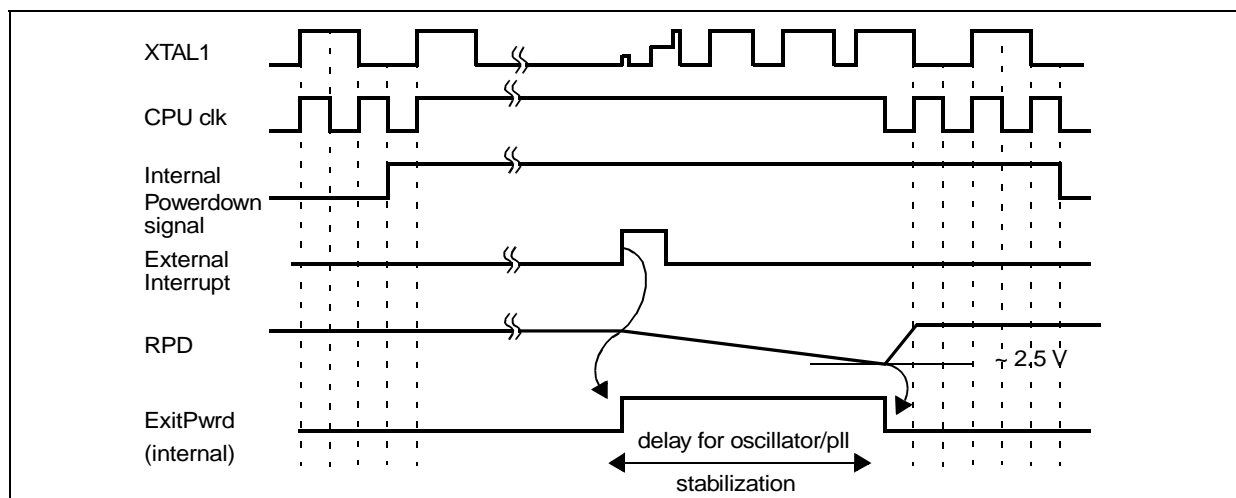 XTAL1
CPU clk
Internal
Powerdown
signal
External
Interrupt
RPD
~ 2.5 V
ExitPwrd
(internal)
delay for oscillator/pll
stabilization